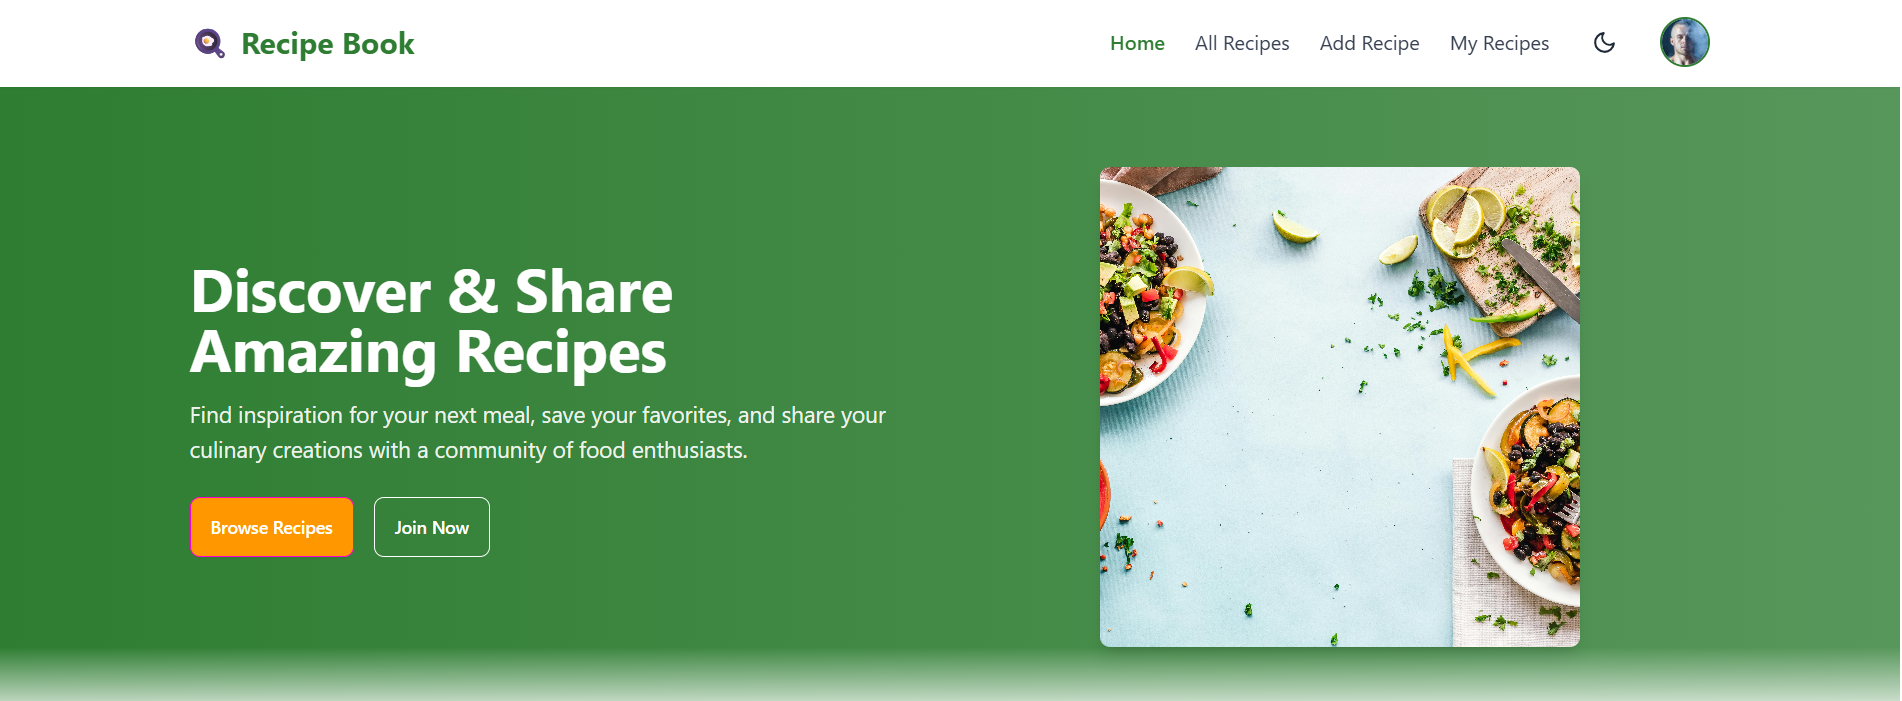 Recipe Book
Home All Recipes Add Recipe My Recipes
Discover & Share
Amazing Recipes
Find inspiration for your next meal, save your favorites, and share your
culinary creations with a community of food enthusiasts.
Browse Recipes Join Now